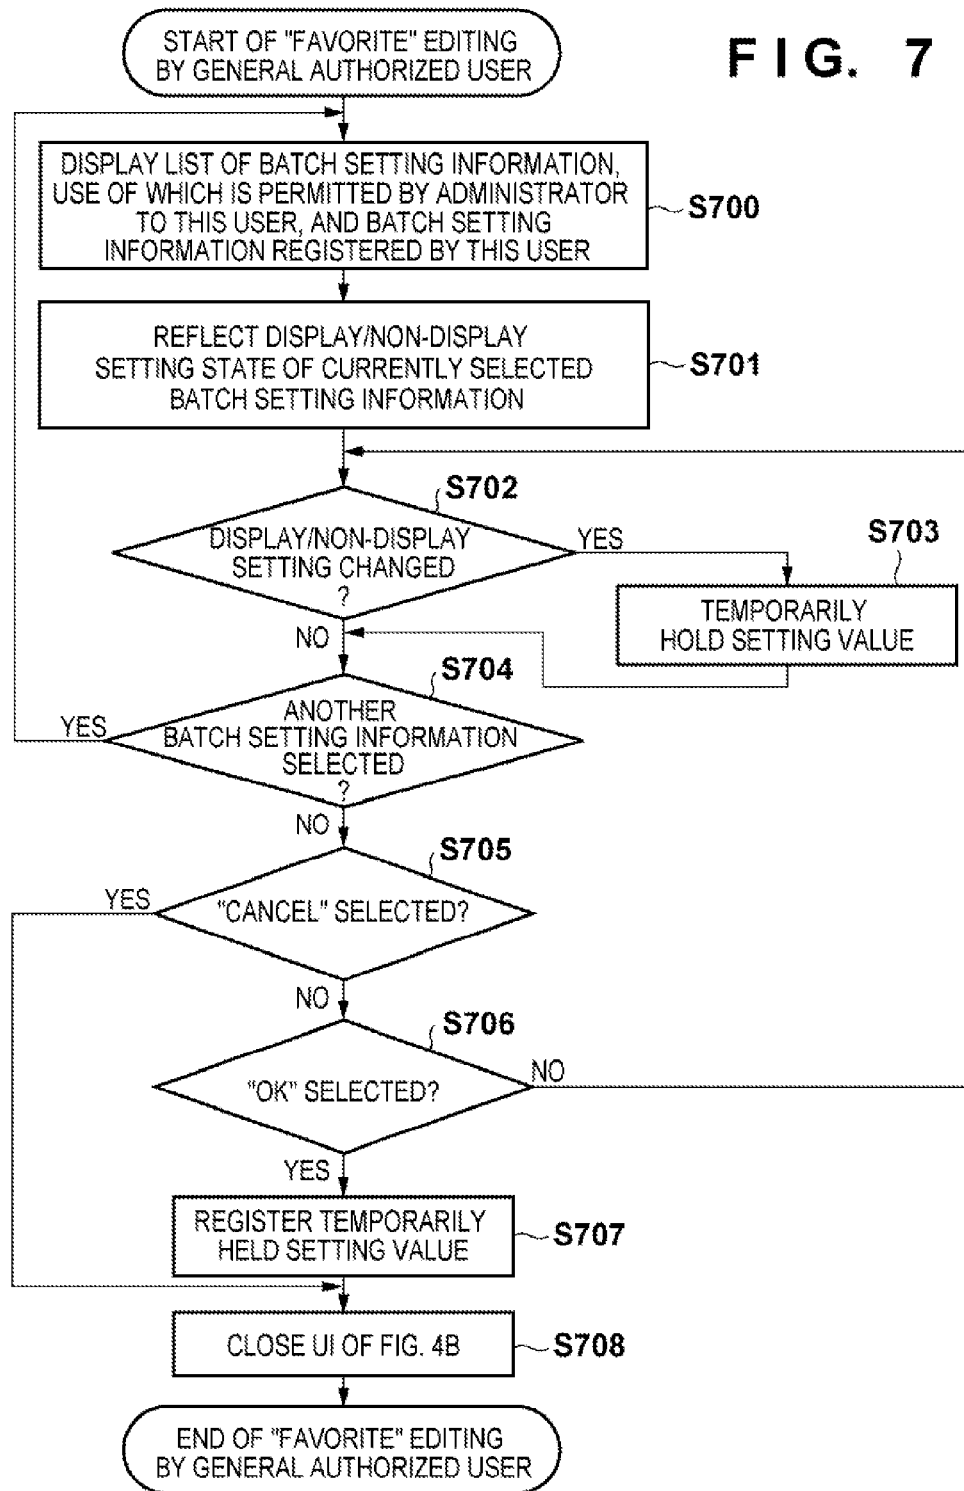 START OF "FAVORITE" EDITING
BY GENERAL AUTHORIZED USER
FIG. 7
DISPLAY LIST OF BATCH SETTING INFORMATION,
USE OF WHICH IS PERMITTED BY ADMINISTRATOR
TO THIS USER, AND BATCH SETTING
INFORMATION REGISTERED BY THIS USER
S700
REFLECT DISPLAY/NON-DISPLAY
SETTING STATE OF CURRENTLY SELECTED
BATCH SETTING INFORMATION
S701
S702
DISPLAY/NON-DISPLAY
SETTING CHANGED
?
YES
NO
S703
TEMPORARILY
HOLD SETTING VALUE
S704
ANOTHER
BATCH SETTING INFORMATION
SELECTED
?
YES
NO
S705
"CANCEL" SELECTED?
YES
NO
S706
"OK" SELECTED?
NO
YES
REGISTER TEMPORARILY
HELD SETTING VALUE
S707
CLOSE UI OF FIG. 4B
S708
END OF "FAVORITE" EDITING
BY GENERAL AUTHORIZED USER